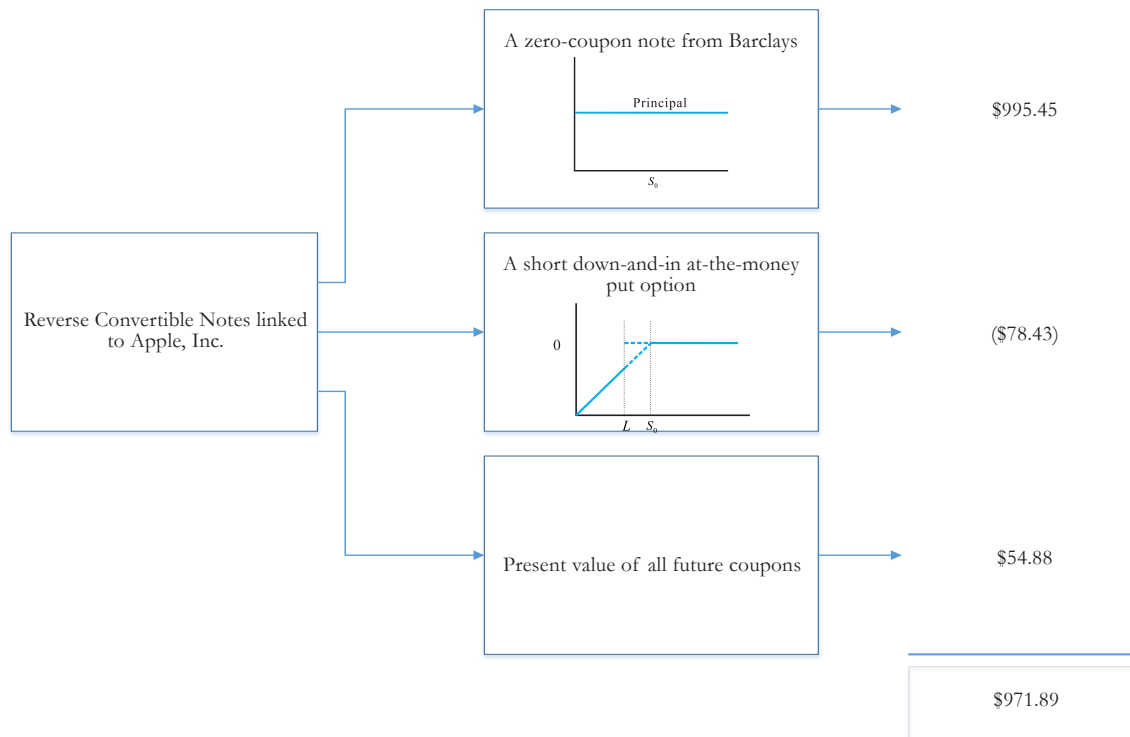 A zero-coupon note from Barclays
Principal
S₀
$995.45
Reverse Convertible Notes linked
to Apple, Inc.
A short down-and-in at-the-money
put option
0
L S₀
($78.43)
Present value of all future coupons
$54.88
$971.89